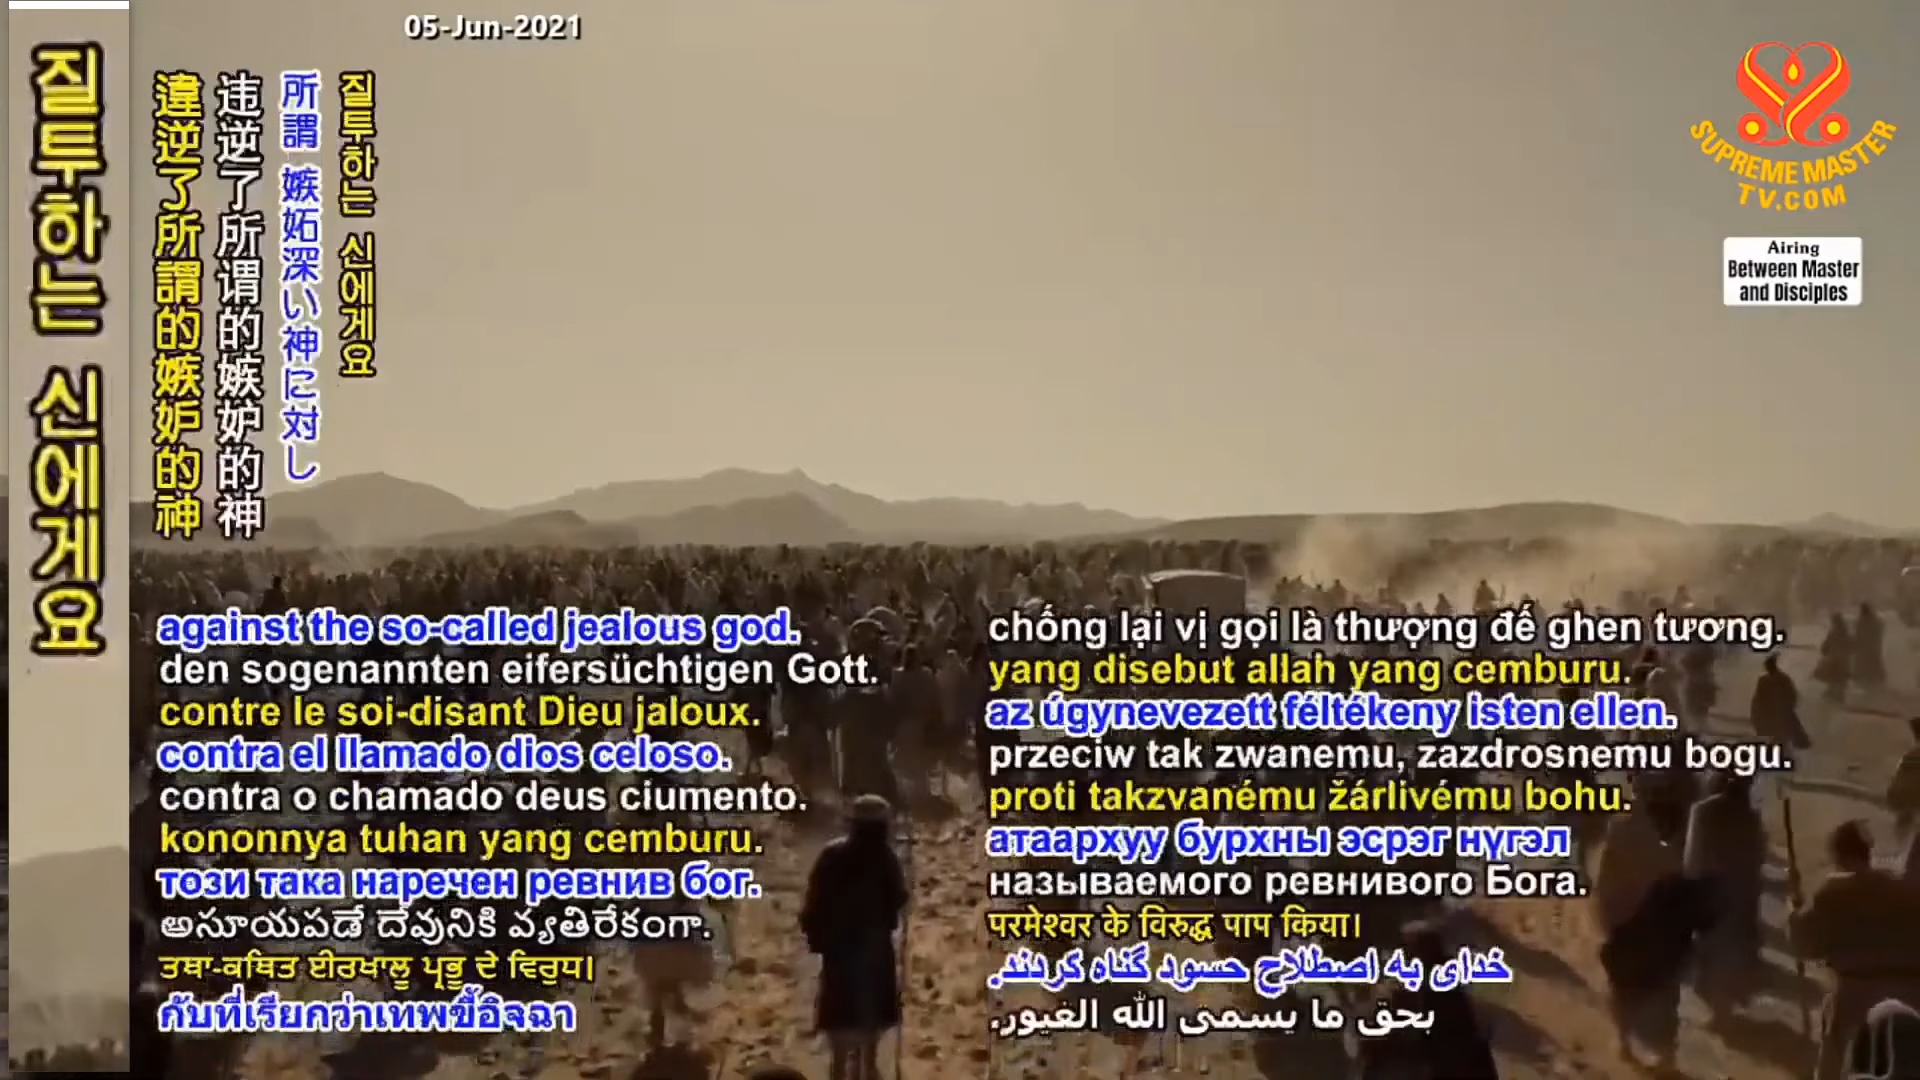 05-Jun-2021
질투하는 신에게요
違逆了所謂的嫉妒的神
违逆了所谓的嫉妒的神
所謂 嫉妬深い神に対し
질투하는 신에게요
SUPREME MASTER
TV.COM
Airing
Between Master
and Disciples
against the so-called jealous god.
den sogenannten eifersüchtigen Gott.
contre le soi-disant Dieu jaloux.
contra el llamado dios celoso.
contra o chamado deus ciumento.
kononnya tuhan yang cemburu.
този така наречен ревнив бог.
అసూయపడే దేవునికి వ్యతిరేకంగా.
ਤਥਾ-ਕਥਿਤ ਈਰਖਾਲੂ ਪ੍ਰਭੂ ਦੇ ਵਿਰੁਧ।
กับที่เรียกว่าเทพขี้อิจฉา
chống lại vị gọi là thượng đế ghen tương.
yang disebut allah yang cemburu.
az úgynevezett féltékeny isten ellen.
przeciw tak zwanemu, zazdrosnemu bogu.
proti takzvanému žárlivému bohu.
атаархуу бурхны эсрэг нүгэл
называемого ревнивого Бога.
परमेश्वर के विरुद्ध पाप किया।
خدای به اصطلاح حسود گناه کردند.
بحق ما يسمى الله الغيور.